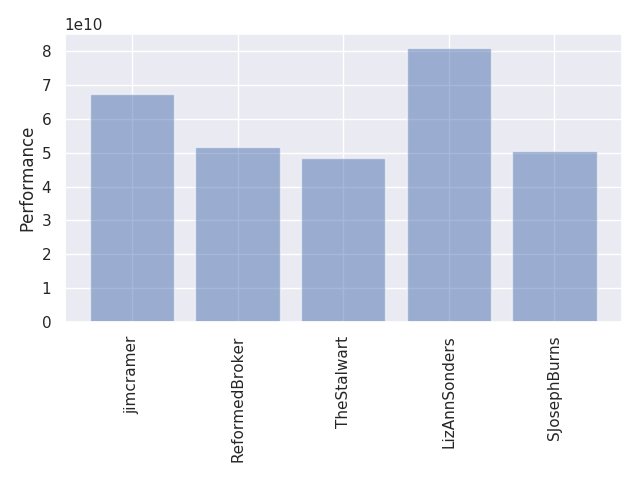 1e10
8
7
6
5
4
3
2
1
0
Performance
jimcramer
ReformedBroker
TheStalwart
LizAnnSonders
SJosephBurns